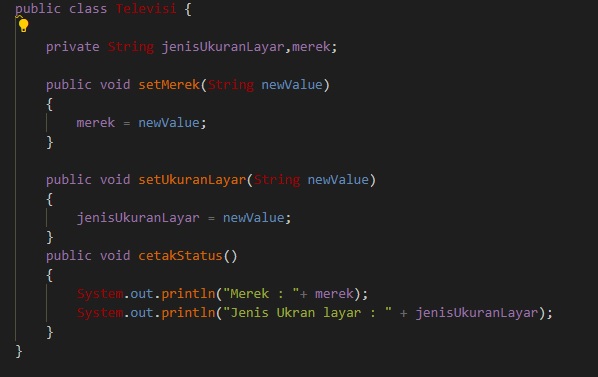 public class Televisi {
private String jenisUkuranLayar,merek;
public void setMerek(String newValue)
{
merek = newValue;
}
public void setUkuranLayar(String newValue)
{
jenisUkuranLayar = newValue;
}
public void cetakStatus()
{
System.out.println("Merek : "+ merek);
System.out.println("Jenis Ukran layar : " + jenisUkuranLayar);
}
}